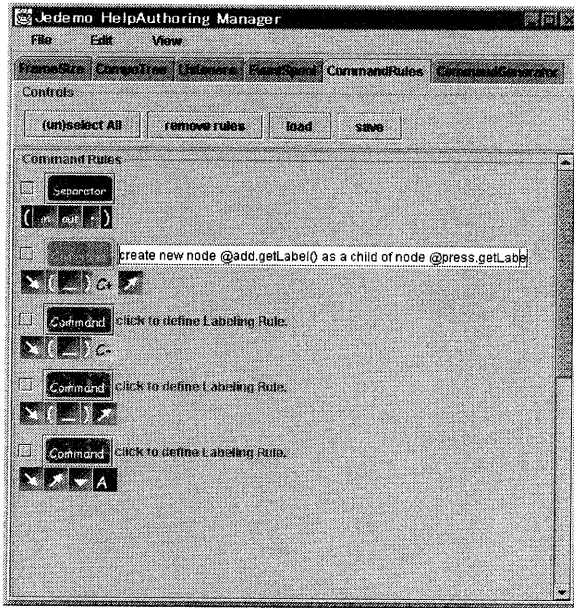 Jedemo HelpAuthoring Manager
File Edit View
FrameSize CompoTree Listeners EventSpool CommandRules CommandGenerator
Controls
(un)select All remove rules load save
Command Rules
Separator
( in out · )
create new node @add.getLabel() as a child of node @press.getLabe
( ) C+
Command click to define Labeling Rule.
( ) C-
Command click to define Labeling Rule.
( )
Command click to define Labeling Rule.
A